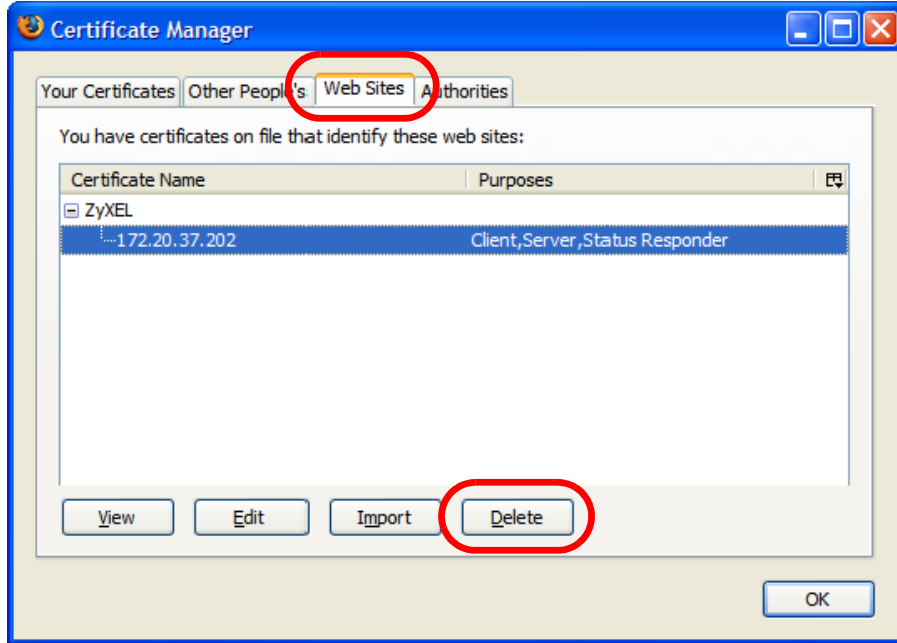 Certificate Manager
Your Certificates Other People's Web Sites Authorities
You have certificates on file that identify these web sites:
Certificate Name Purposes
ZyXEL
172.20.37.202 Client,Server,Status Responder
View Edit Import Delete
OK